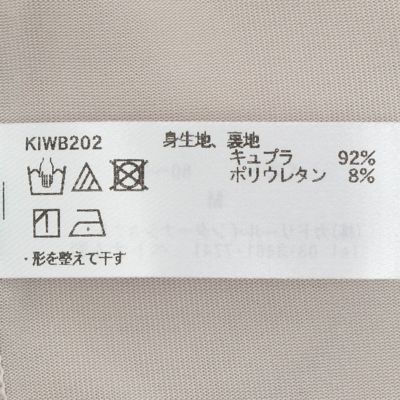 KIWB202
身生地、裏地
キュプラ 92%
ポリウレタン 8%
・形を整えて干す